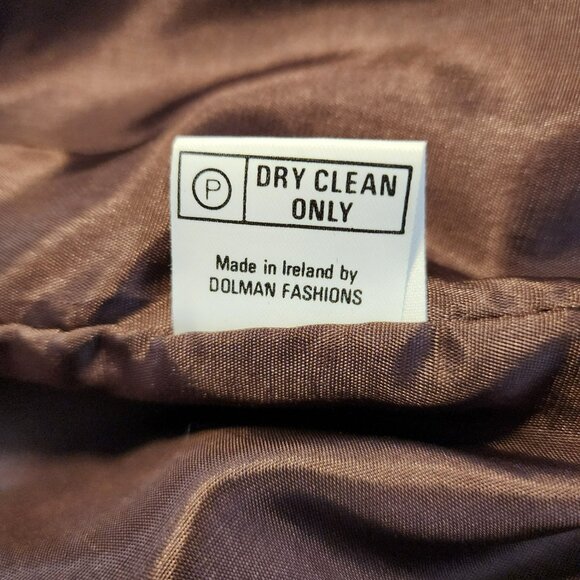 P
DRY CLEAN
ONLY
Made in Ireland by
DOLMAN FASHIONS